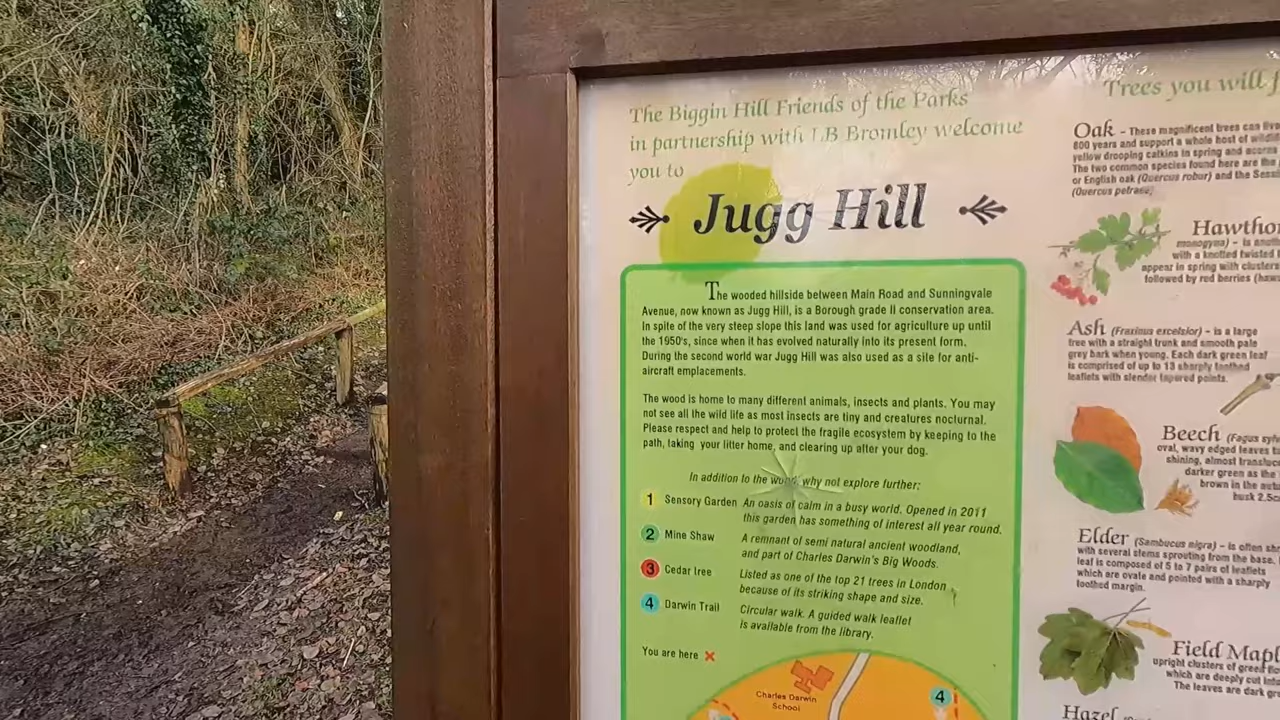 The Biggin Hill Friends of the Parks
in partnership with LB Bromley welcome
you to
Jugg Hill
The wooded hillside between Main Road and Sunningvale
Avenue, now known as Jugg Hill, is a Borough grade II conservation area.
In spite of the very steep slope this land was used for agriculture up until
the 1950's, since when it has evolved naturally into its present form.
During the second world war Jugg Hill was also used as a site for anti-
aircraft emplacements.
The wood is home to many different animals, insects and plants. You may
not see all the wild life as most insects are tiny and creatures nocturnal.
Please respect and help to protect the fragile ecosystem by keeping to the
path, taking your litter home, and clearing up after your dog.
In addition to the wood, why not explore further:
1 Sensory Garden An oasis of calm in a busy world. Opened in 2011
this garden has something of interest all year round.
2 Mine Shaw A remnant of semi natural ancient woodland,
and part of Charles Darwin's Big Woods.
3 Cedar tree Listed as one of the top 21 trees in London
because of its striking shape and size.
4 Darwin Trail Circular walk. A guided walk leaflet
is available from the library.
You are here
Charles Darwin
School
4
Trees you will
Oak - These magnificent trees can live
800 years and support a whole host of
yellow drooping catkins in spring and acorns
The two common species found here are the
or English oak (Quercus robur) and the
(Quercus petraea)
monogyna) - is
with a knotted twisted
appear in spring with clusters
followed by red berries
Ash (Fraxinus excelsior) - is a large
tree with a straight trunk and smooth pale
grey bark when young. Each dark green leaf
is comprised of up to 13 sharply toothed
leaflets with slender tapered points.
Beech (Fagus
oval, wavy edged leaves
shining, almost
darker green as the
brown in the
husk
Elder (Sambucus nigra) - is often
with several stems sprouting from the base.
leaf is composed of 5 to 7 pairs of leaflets
which are ovate and pointed with a sharply
toothed margin.
Field
upright clusters of green
which are deeply cut
The leaves are dark
Hazel